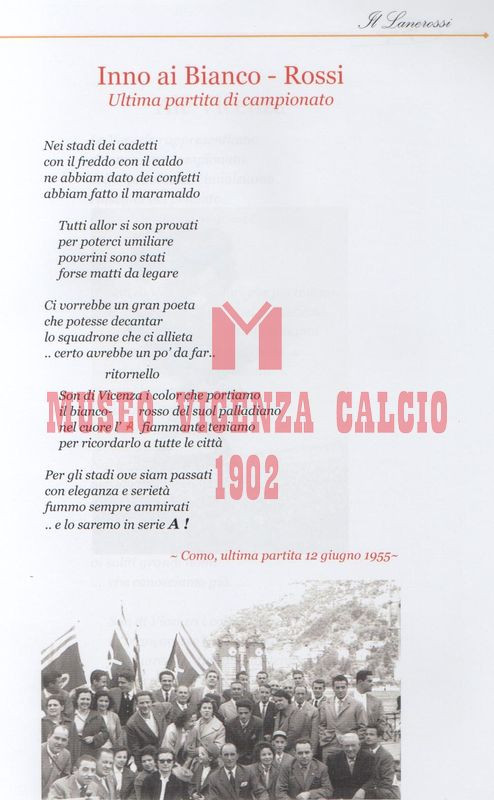 Il Lanerossi
Inno ai Bianco - Rossi
Ultima partita di campionato
Nei stadi dei cadetti
con il freddo con il caldo
ne abbiam dato dei confetti
abbiam fatto il maramaldo
Tutti allor si son provati
per poterci umiliare
poverini sono stati
forse matti da legare
Ci vorrebbe un gran poeta
che potesse decantar
lo squadrone che ci allieta
.. certo avrebbe un po' da far..
ritornello
Son di Vicenza i color che portiamo
il bianco- rosso del suol palladiano
nel cuore l' R fiammante teniamo
per ricordarlo a tutte le città
Per gli stadi ove siam passati
con eleganza e serietà
fummo sempre ammirati
.. e lo saremo in serie A !
~ Como, ultima partita 12 giugno 1955~
MUSEO VICENZA CALCIO
1902